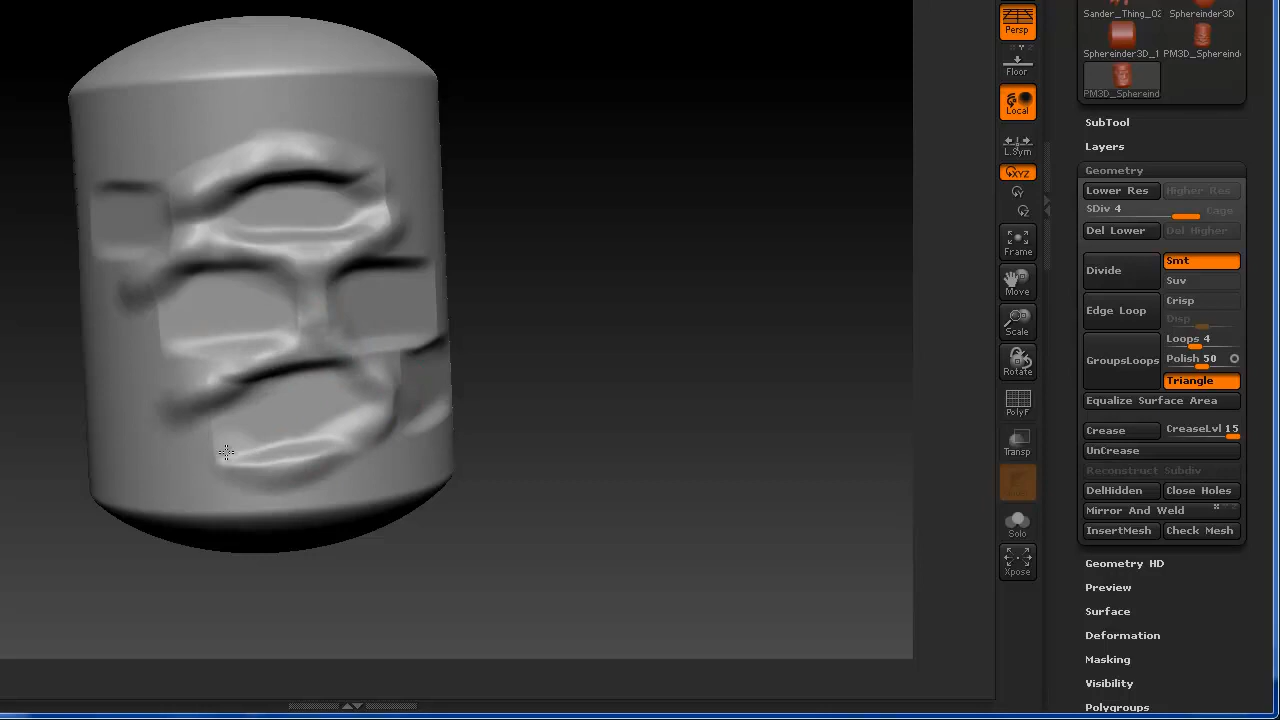 Persp
Floor
Local
L.Sym
XYZ
Y
Z
Frame
Move
Scale
Rotate
PolyF
Transp
Solo
Xpose
Sander_Thing_02 Sphereinder3D
Sphereinder3D_1 PM3D_Sphereind
PM3D_Sphereind
SubTool
Layers
Geometry
Lower Res Higher Res
SDiv 4 Cage
Del Lower Del Higher
Divide Smt
Suv
Edge Loop Crisp
Disp
Loops 4
GroupsLoops Polish 50
Triangle
Equalize Surface Area
Crease CreaseLvl 15
UnCrease
Reconstruct Subdiv
DelHidden Close Holes
Mirror And Weld
InsertMesh Check Mesh
Geometry HD
Preview
Surface
Deformation
Masking
Visibility
Polygroups